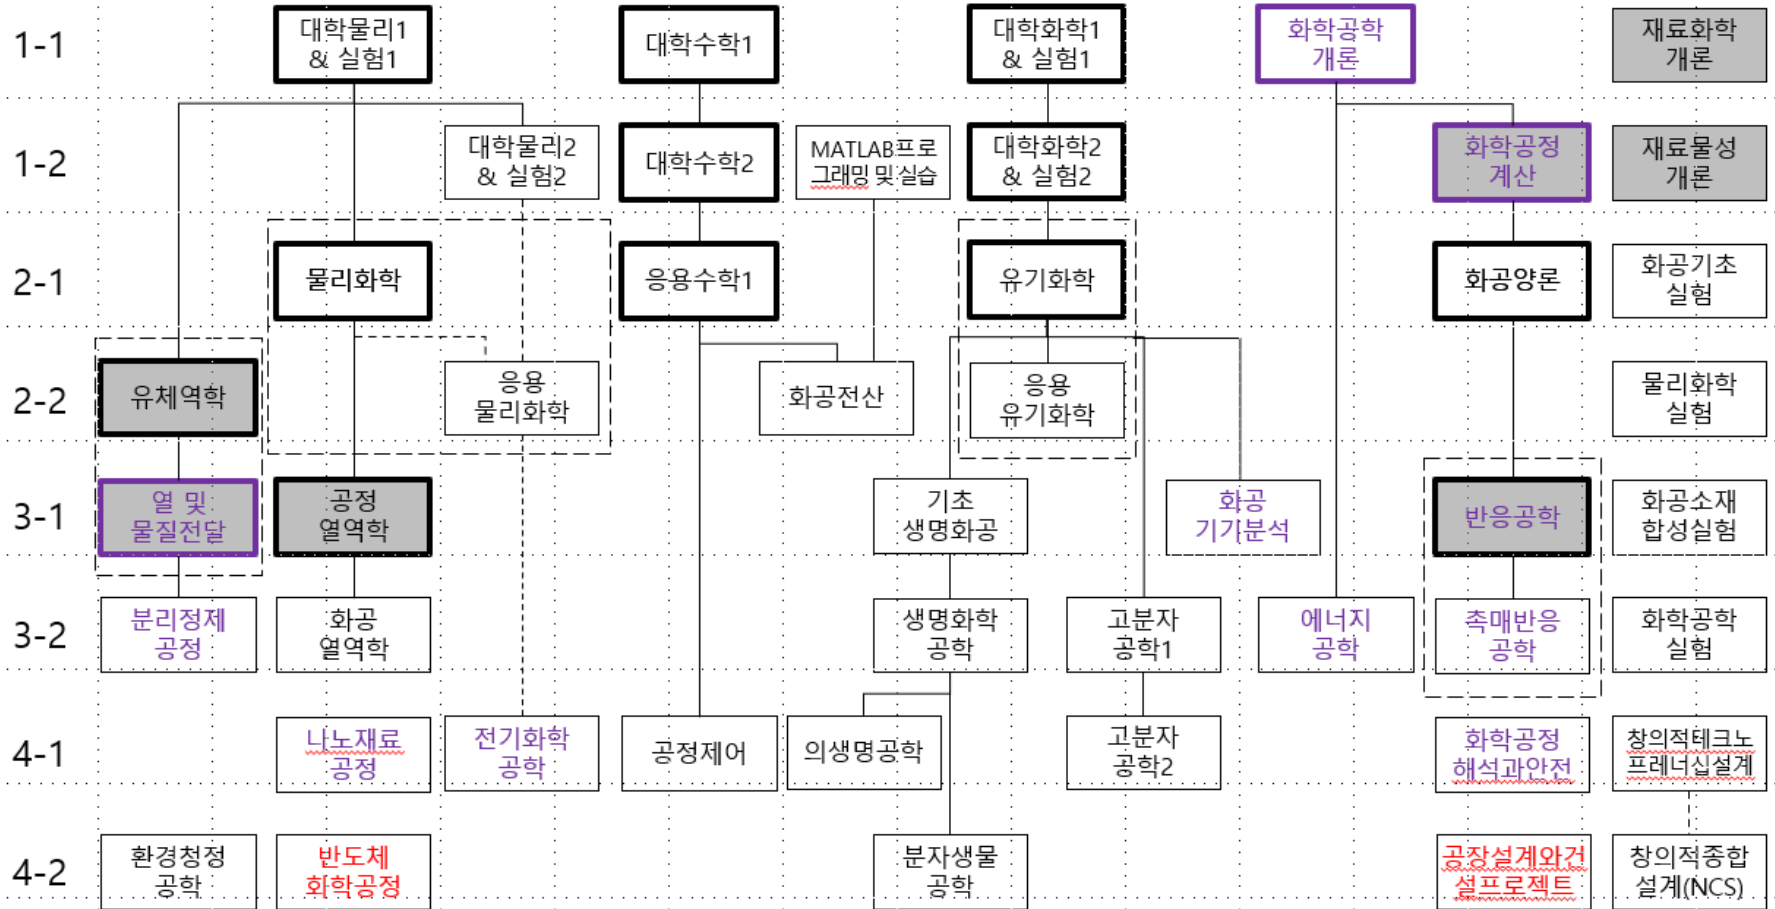 1-1
대학물리1
& 실험1
대학수학1
대학화학1
& 실험1
화학공학
개론
재료화학
개론
1-2
대학물리2
& 실험2
대학수학2
MATLAB프로
그래밍 및 실습
대학화학2
& 실험2
화학공정
계산
재료물성
개론
2-1
물리화학
응용수학1
유기화학
화공양론
화공기초
실험
2-2
유체역학
응용
물리화학
화공전산
응용
유기화학
물리화학
실험
3-1
열 및
물질전달
공정
열역학
기초
생명화공
화공
기기분석
반응공학
화공소재
합성실험
3-2
분리정제
공정
화공
열역학
생명화학
공학
고분자
공학1
에너지
공학
촉매반응
공학
화학공학
실험
4-1
나노재료
공정
전기화학
공학
공정제어
의생명공학
고분자
공학2
화학공정
해석과안전
창의적테크노
프레너십설계
4-2
환경청정
공학
반도체
화학공정
분자생물
공학
공장설계와건
설프로젝트
창의적종합
설계(NCS)